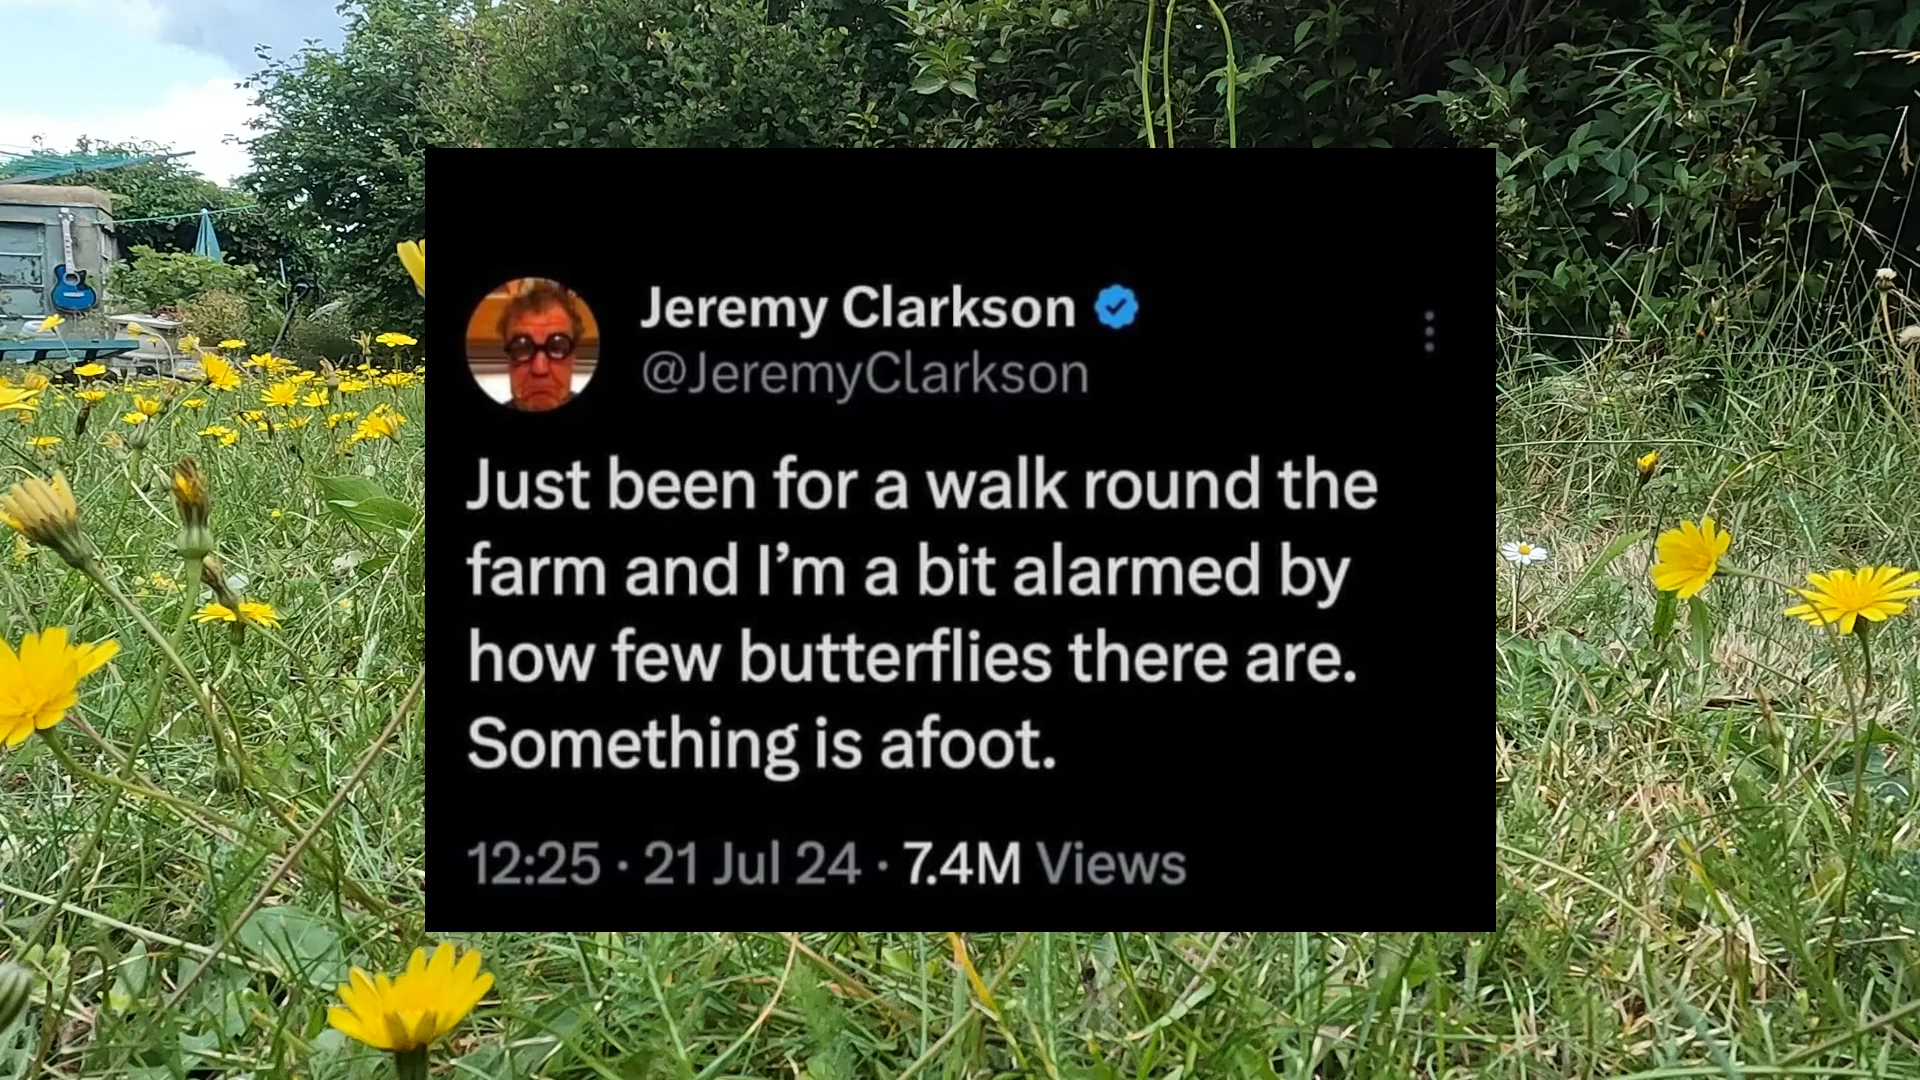 Jeremy Clarkson
@JeremyClarkson
Just been for a walk round the
farm and I’m a bit alarmed by
how few butterflies there are.
Something is afoot.
12:25 · 21 Jul 24 · 7.4M Views